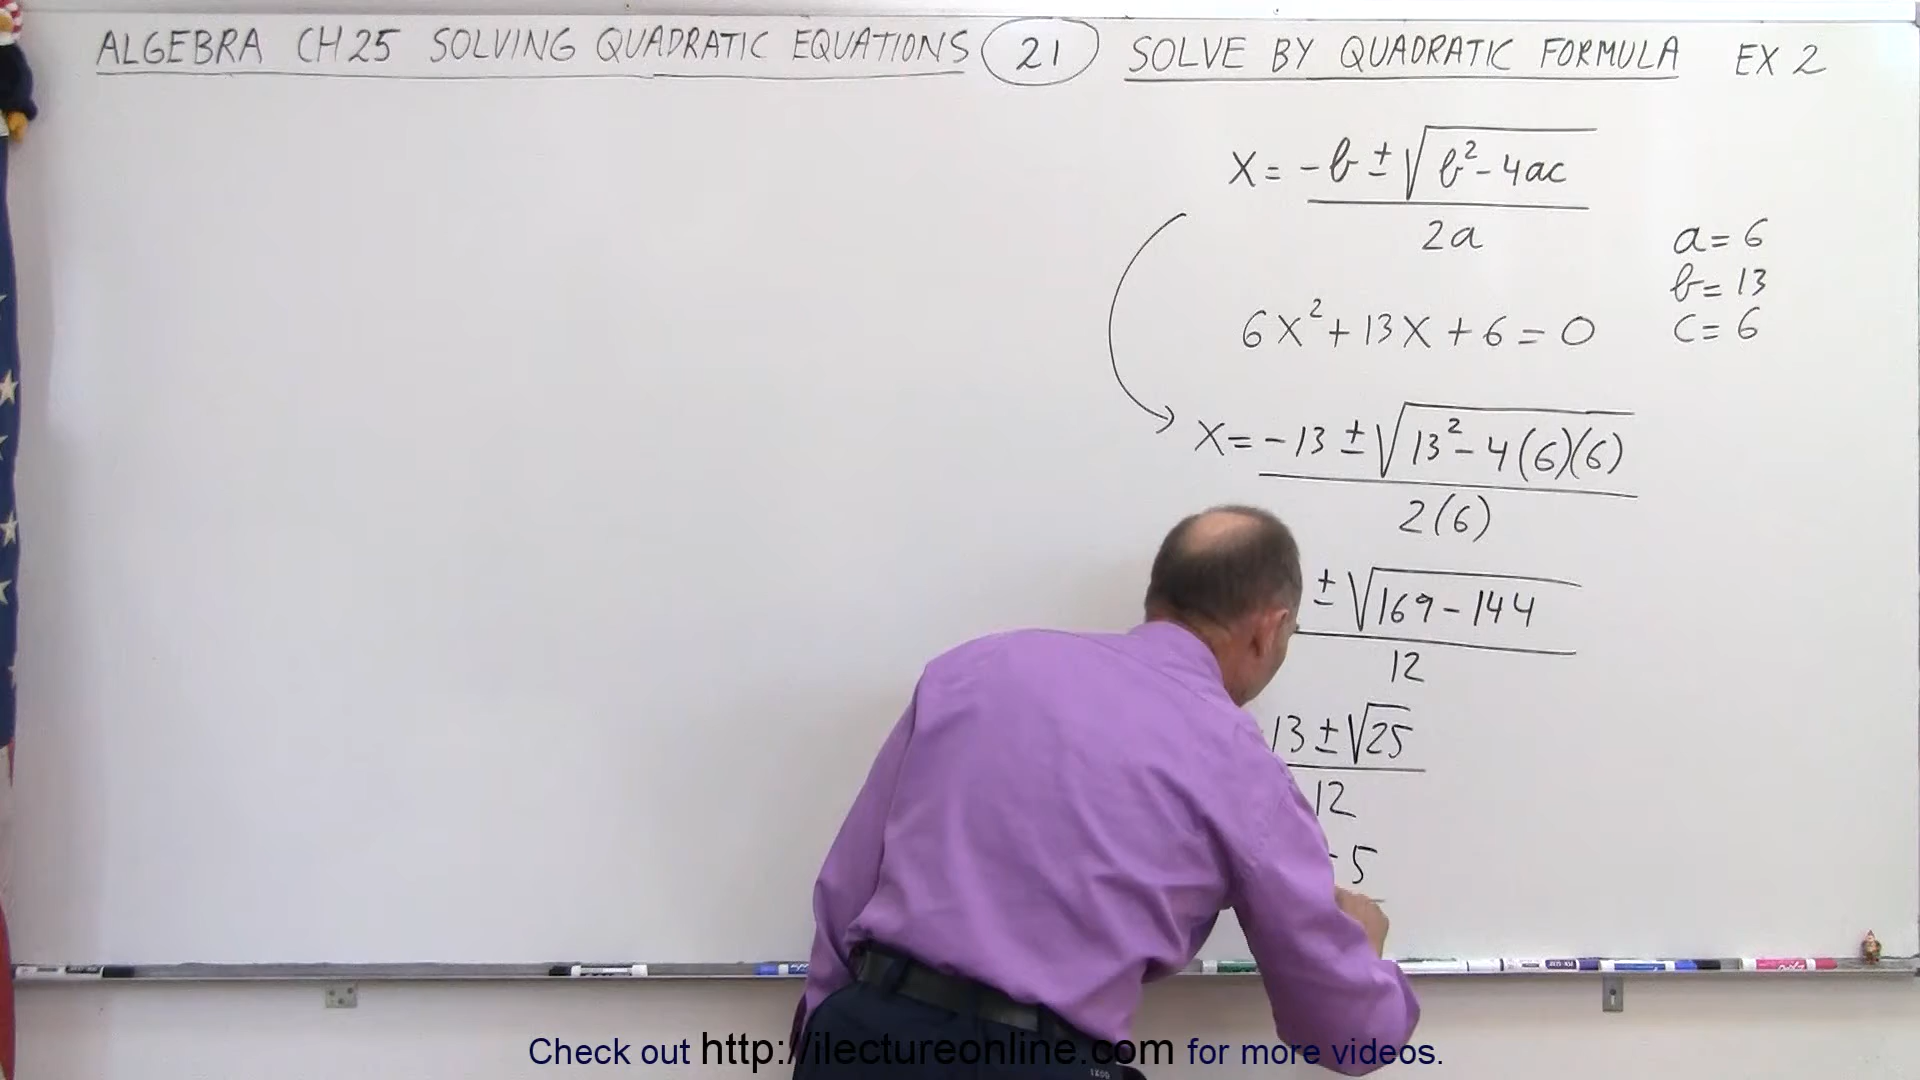 ALGEBRA CH 25 SOLVING QUADRATIC EQUATIONS 21 SOLVE BY QUADRATIC FORMULA EX 2
X = -b ± √(b² - 4ac)
2a
a = 6
b = 13
c = 6
6X² + 13X + 6 = 0
X = -13 ± √(13² - 4(6)(6))
2(6)
± √(169 - 144)
12
13 ± √25
12
5
Check out http://ilectureonline.com for more videos.